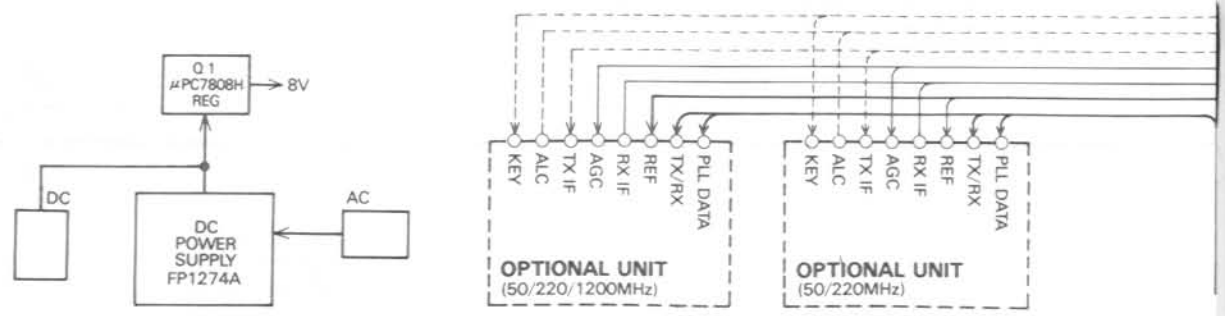 Q1
μPC7808H
REG
8V
DC
AC
DC
POWER
SUPPLY
FP1274A
KEY
ALC
TX IF
AGC
RX IF
REF
TX/RX
PLL DATA
OPTIONAL UNIT
(50/220/1200MHz)
KEY
ALC
TX IF
AGC
RX IF
REF
TX/RX
PLL DATA
OPTIONAL UNIT
(50/220MHz)